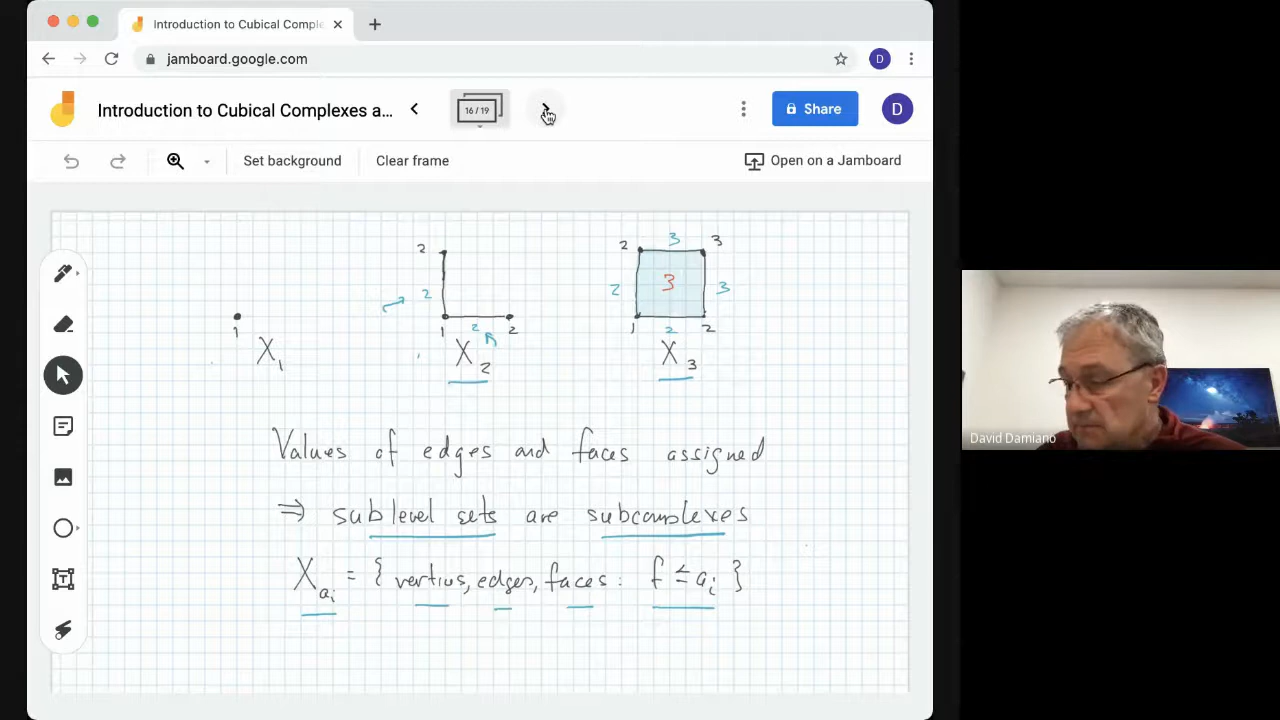 Introduction to Cubical Comple
jamboard.google.com
D
Introduction to Cubical Complexes a...
16 / 19
Share
D
Set background
Clear frame
Open on a Jamboard
2
2
1
2
2
X2
1
X1
2
3
3
2
3
3
1
2
2
X3
Values of edges and faces assigned
⇒ sublevel sets are subcomplexes
Xai = { verticus, edges, faces: f ≤ ai }
David Damiano